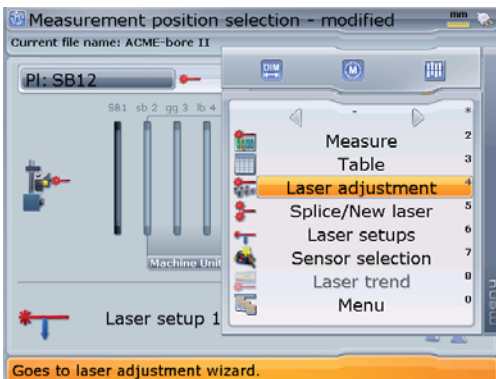 Measurement position selection - modified
mm
Current file name: ACME-bore II
DIM
M
PI: SB12
SB1 sb 2 gg 3 lb 4
- *
Measure 2
Table 3
Laser adjustment 4
Splice/New laser 5
Laser setups 6
Sensor selection 7
Laser trend 8
Menu 0
menu
Machine Unit
Laser setup 1
Goes to laser adjustment wizard.